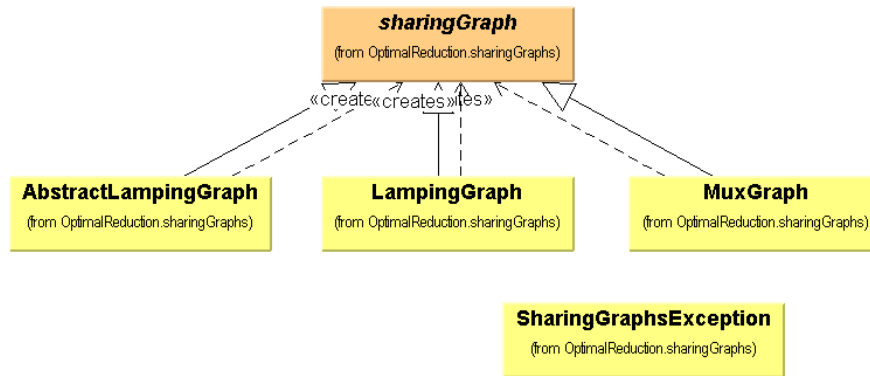 sharingGraph
(from OptimalReduction.sharingGraphs)
«create «creates» tes»
AbstractLampingGraph
(from OptimalReduction.sharingGraphs)
LampingGraph
(from OptimalReduction.sharingGraphs)
MuxGraph
(from OptimalReduction.sharingGraphs)
SharingGraphsException
(from OptimalReduction.sharingGraphs)